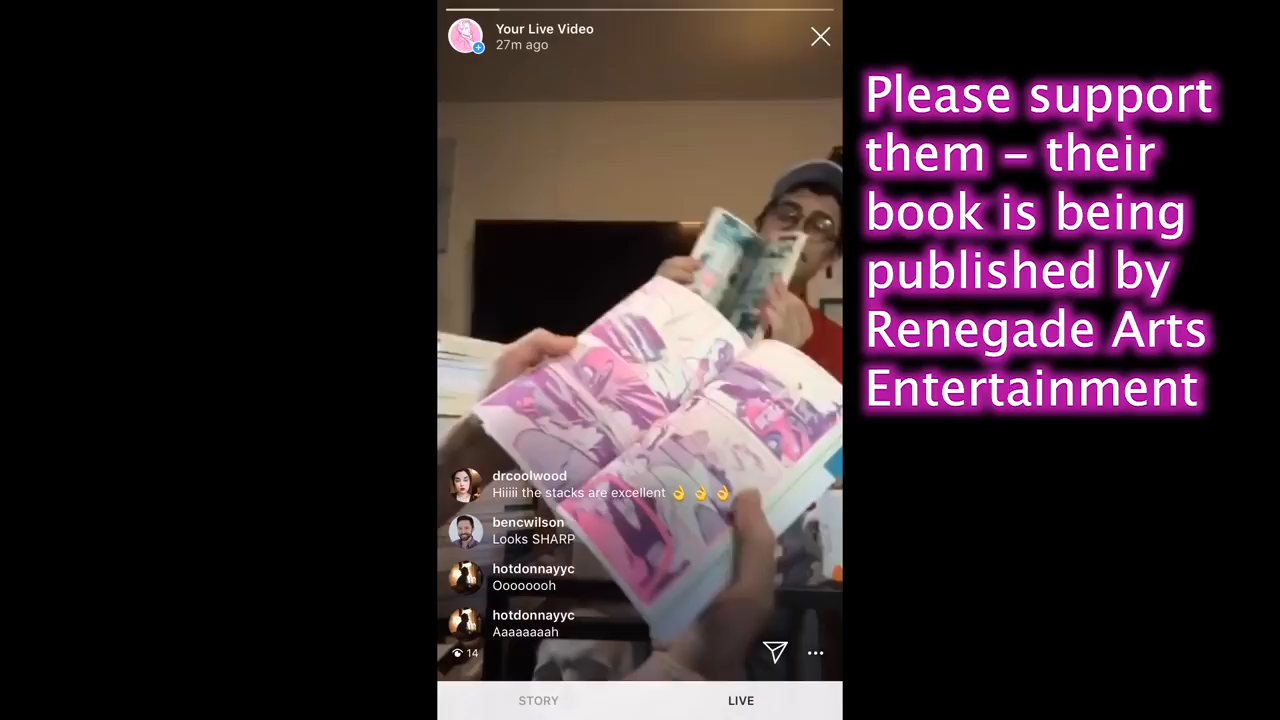 Your Live Video
27m ago
Please support
them – their
book is being
published by
Renegade Arts
Entertainment
drcoolwood
Hiiiii the stacks are excellent 👌 👌 👌
bencwilson
Looks SHARP
hotdonnayyc
Oooooooh
hotdonnayyc
Aaaaaaaah
14
STORY
LIVE